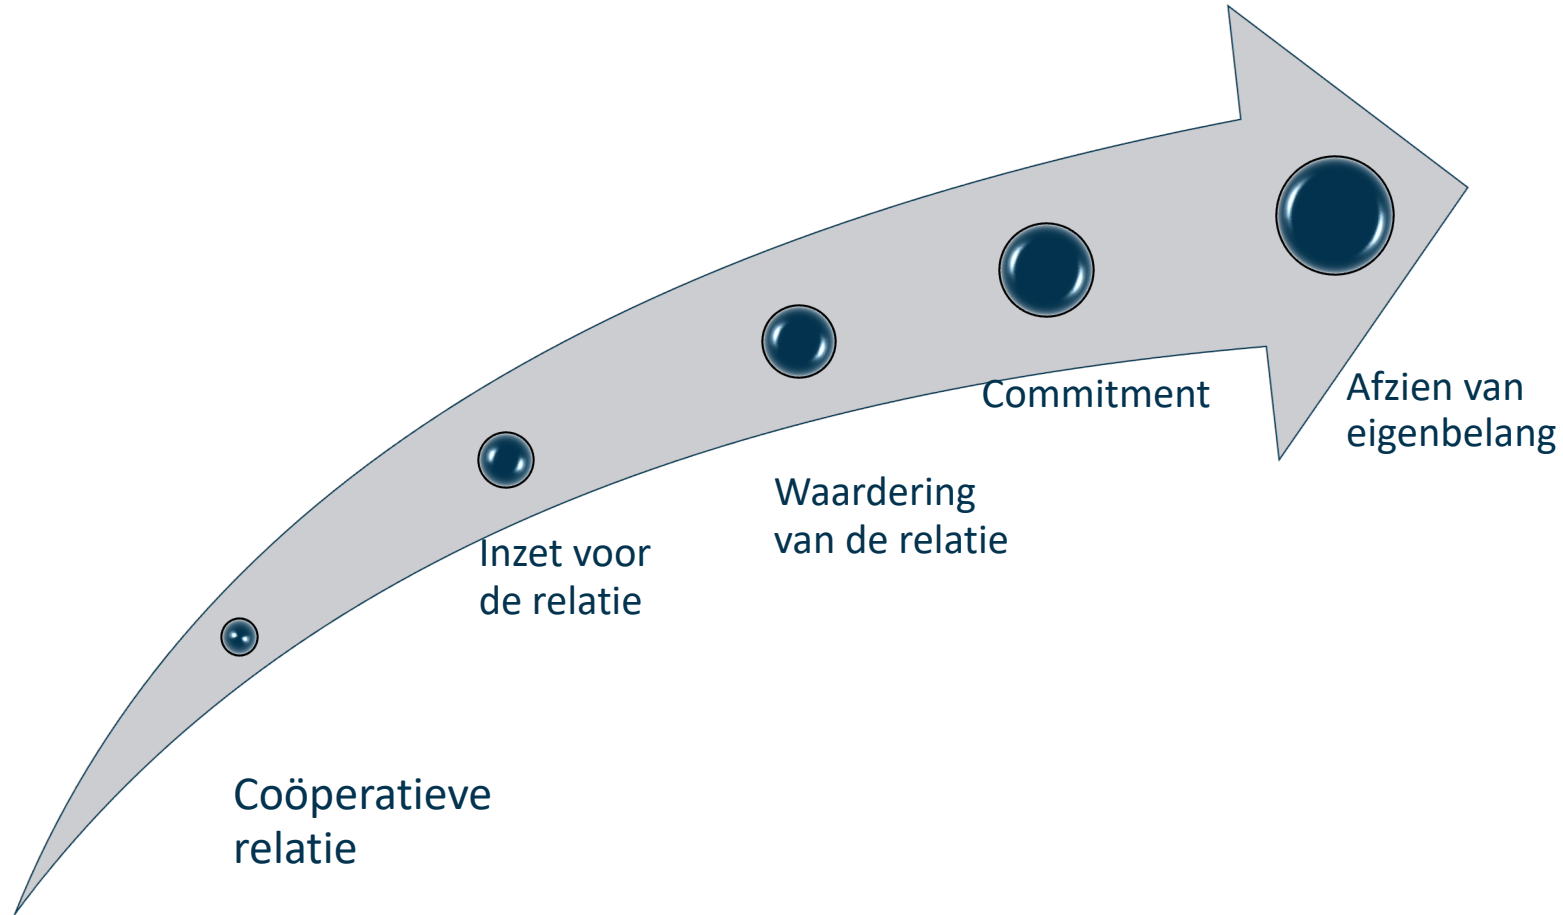 Coöperatieve
relatie
Inzet voor
de relatie
Waardering
van de relatie
Commitment
Afzien van
eigenbelang